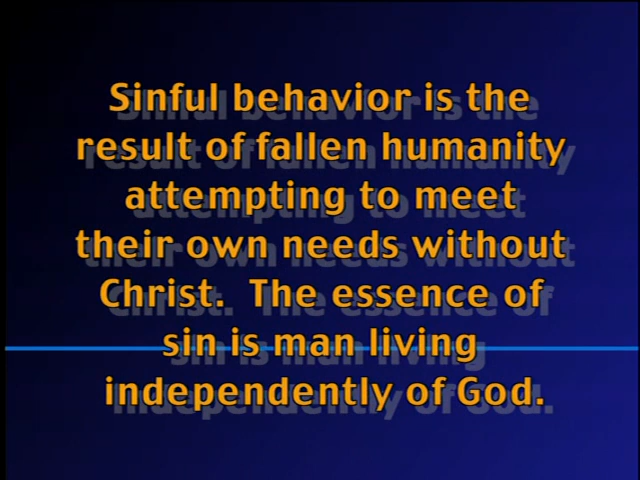 Sinful behavior is the
result of fallen humanity
attempting to meet
their own needs without
Christ.  The essence of
sin is man living
independently of God.